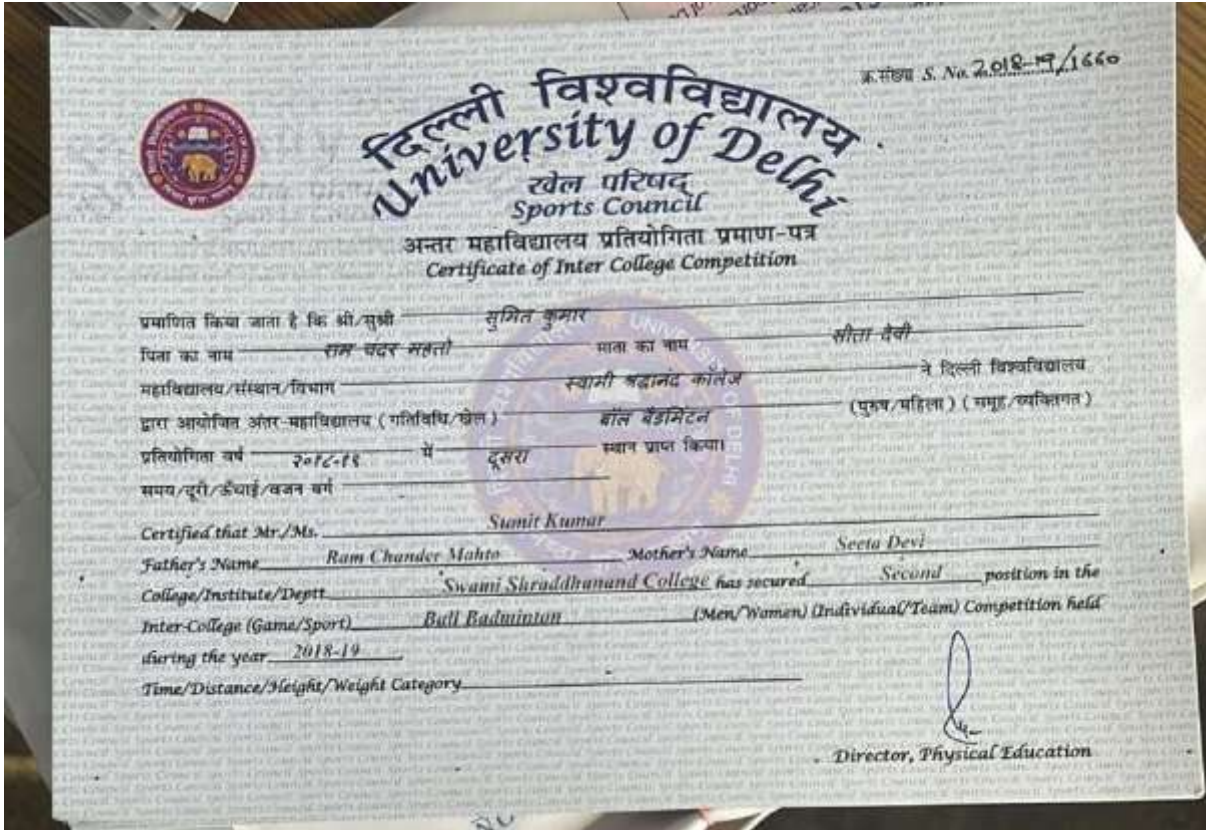 क्र.संख्या S. No. 2018-19/1660
दिल्ली विश्वविद्यालय
University of Delhi
खेल परिषद्
Sports Council
अन्तर महाविद्यालय प्रतियोगिता प्रमाण-पत्र
Certificate of Inter College Competition
प्रमाणित किया जाता है कि श्री/सुश्री सुमित कुमार
पिता का नाम राम चंदर महतो माता का नाम सीता देवी
महाविद्यालय/संस्थान/विभाग स्वामी श्रद्धानंद कॉलेज ने दिल्ली विश्वविद्यालय
द्वारा आयोजित अंतर-महाविद्यालय (गतिविधि/खेल) बॉल बैडमिंटन (पुरुष/महिला) (समूह/व्यक्तिगत)
प्रतियोगिता वर्ष २०१८-१९ में दूसरा स्थान प्राप्त किया।
समय/दूरी/ऊँचाई/वजन वर्ग
Certified that Mr./Ms. Sumit Kumar
Father's Name Ram Chander Mahto Mother's Name Seeta Devi
College/Institute/Deptt. Swami Shraddhanand College has secured Second position in the
Inter-College (Game/Sport) Ball Badminton (Men/Women) (Individual/Team) Competition held
during the year 2018-19
Time/Distance/Height/Weight Category
Director, Physical Education